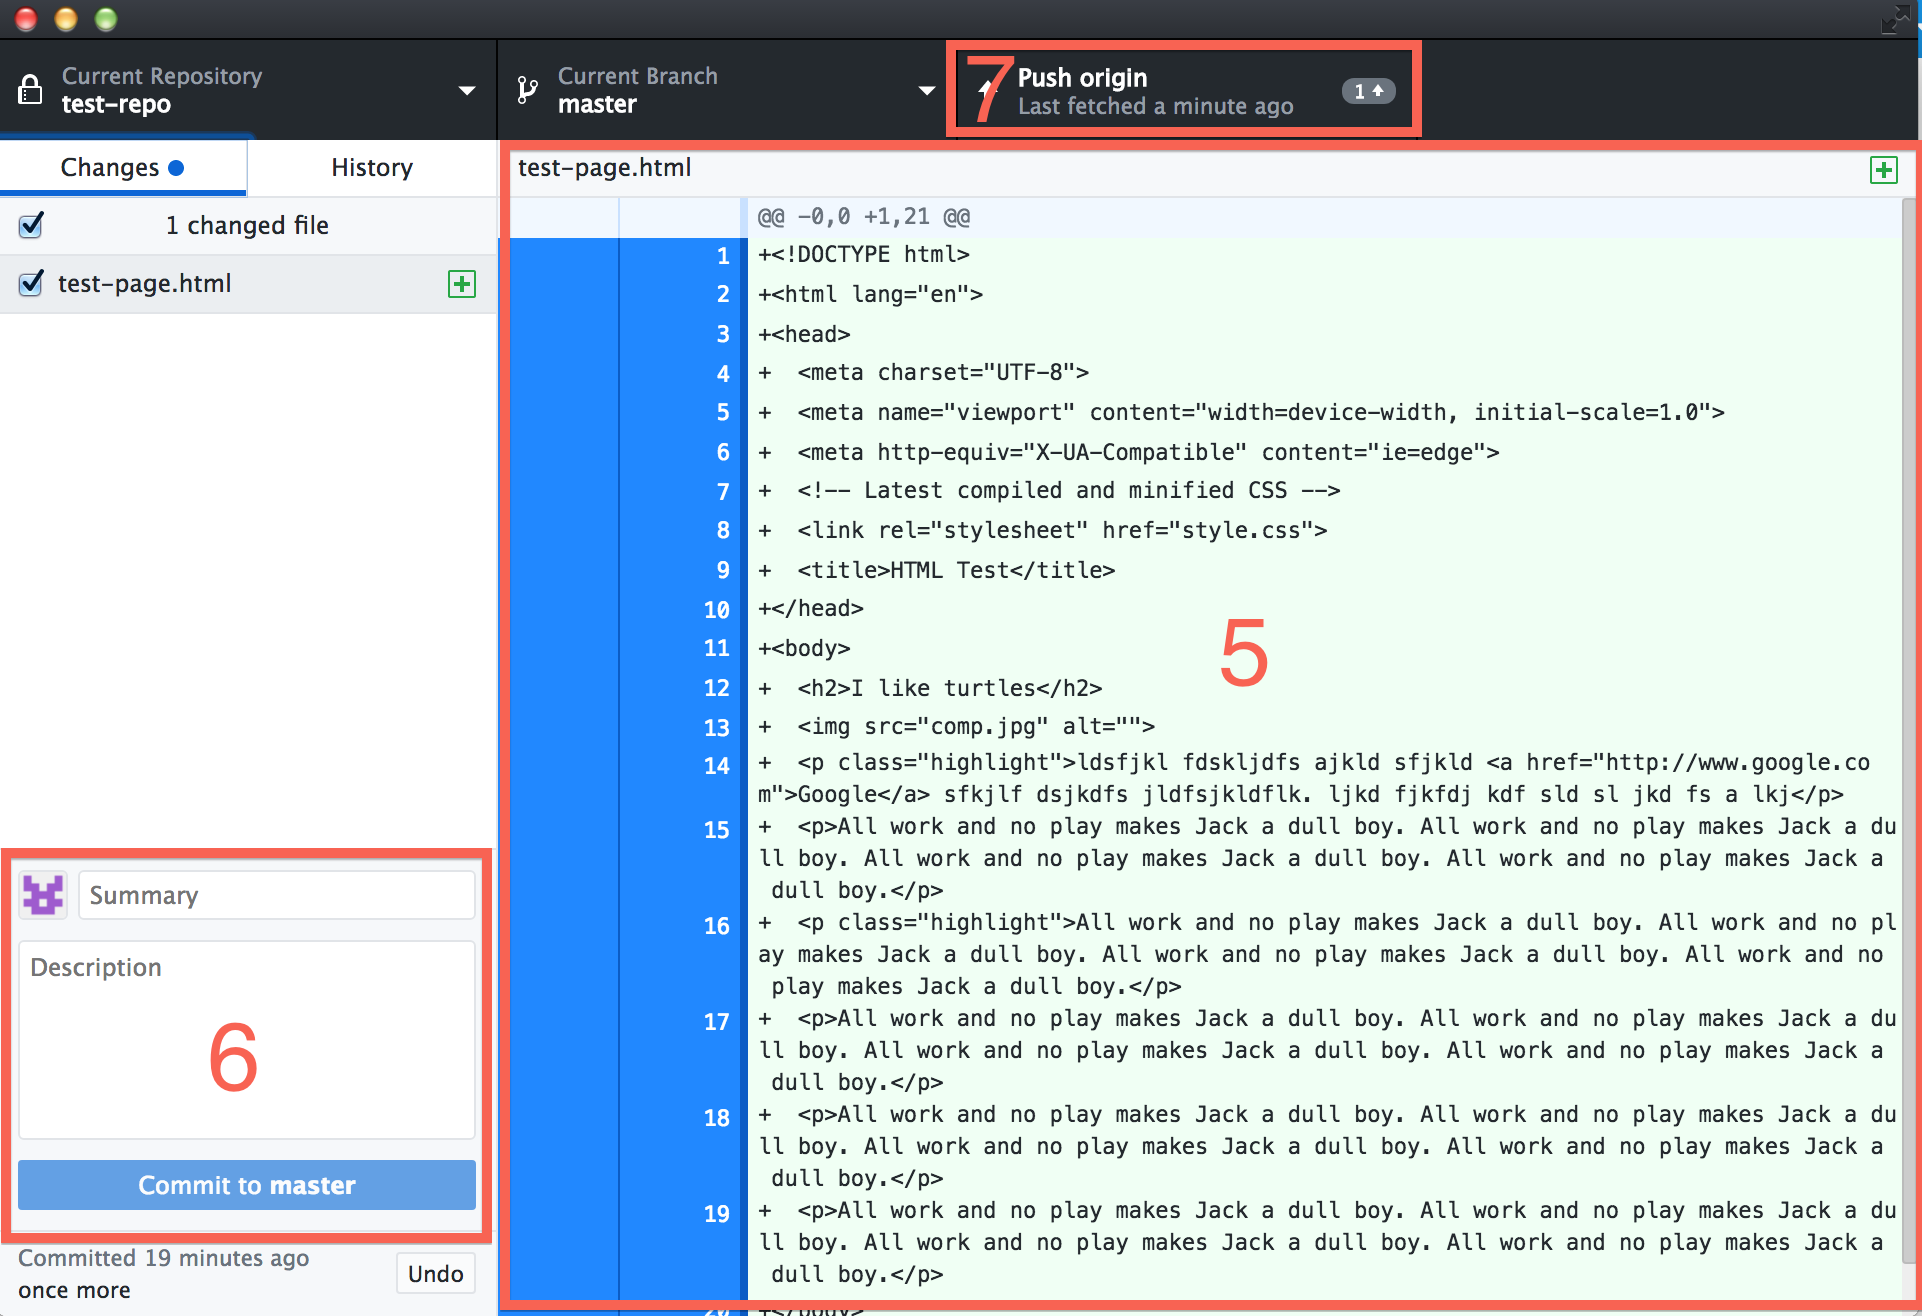 Current Repository
test-repo
Current Branch
master
7
Push origin
Last fetched a minute ago
1
Changes
History
1 changed file
test-page.html
test-page.html
@@ -0,0 +1,21 @@
1 +<!DOCTYPE html>
2 +<html lang="en">
3 +<head>
4 +  <meta charset="UTF-8">
5 +  <meta name="viewport" content="width=device-width, initial-scale=1.0">
6 +  <meta http-equiv="X-UA-Compatible" content="ie=edge">
7 +  <!-- Latest compiled and minified CSS -->
8 +  <link rel="stylesheet" href="style.css">
9 +  <title>HTML Test</title>
10 +</head>
11 +<body>
5
12 +  <h2>I like turtles</h2>
13 +  <img src="comp.jpg" alt="">
14 +  <p class="highlight">ldsfjkl fdskljdfs ajkld sfjkld <a href="http://www.google.co
m">Google</a> sfkjlf dsjkdfs jldfsjkldflk. ljkd fjkfdj kdf sld sl jkd fs a lkj</p>
15 +  <p>All work and no play makes Jack a dull boy. All work and no play makes Jack a du
ll boy. All work and no play makes Jack a dull boy. All work and no play makes Jack a
dull boy.</p>
16 +  <p class="highlight">All work and no play makes Jack a dull boy. All work and no pl
ay makes Jack a dull boy. All work and no play makes Jack a dull boy. All work and no
play makes Jack a dull boy.</p>
17 +  <p>All work and no play makes Jack a dull boy. All work and no play makes Jack a du
ll boy. All work and no play makes Jack a dull boy. All work and no play makes Jack a
dull boy.</p>
18 +  <p>All work and no play makes Jack a dull boy. All work and no play makes Jack a du
ll boy. All work and no play makes Jack a dull boy. All work and no play makes Jack a
dull boy.</p>
19 +  <p>All work and no play makes Jack a dull boy. All work and no play makes Jack a du
ll boy. All work and no play makes Jack a dull boy. All work and no play makes Jack a
dull boy.</p>
20 +</body>
Summary
Description
6
Commit to master
Committed 19 minutes ago
once more
Undo